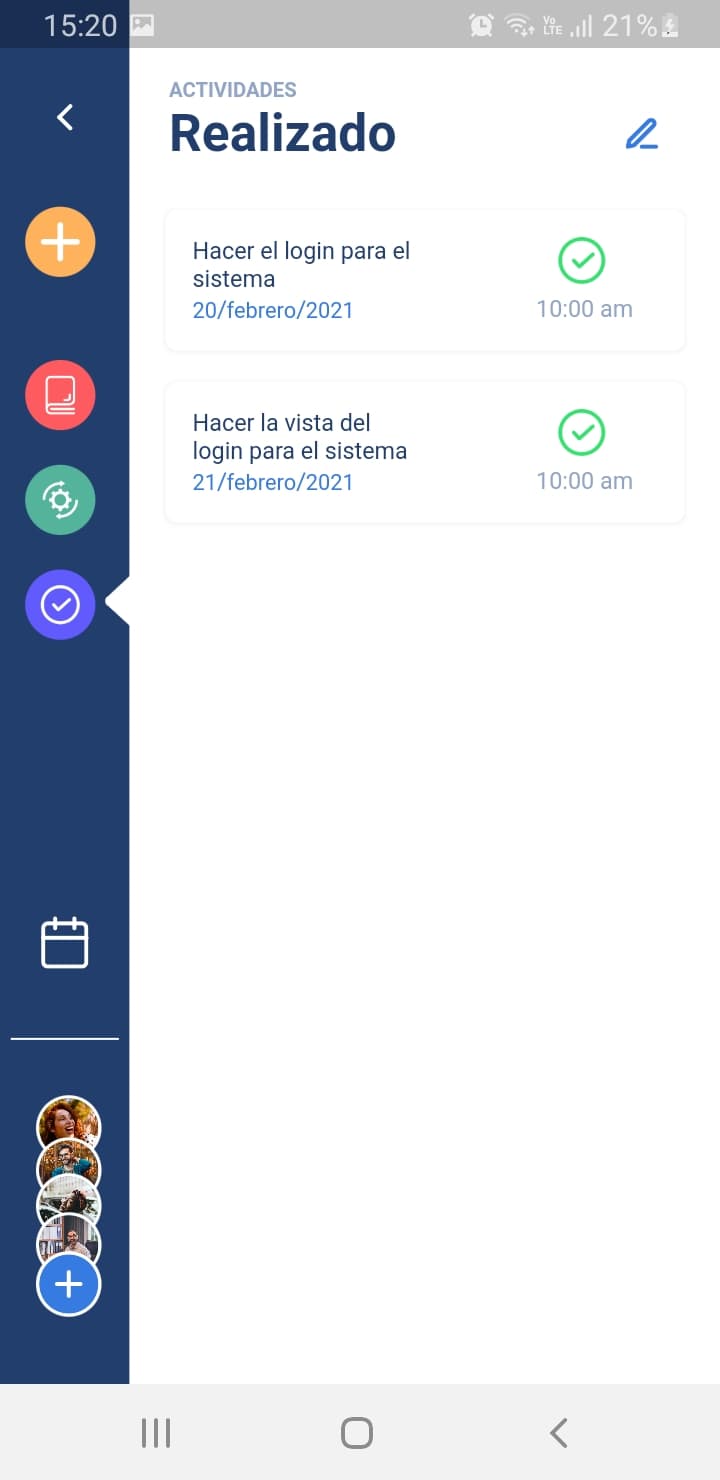 15:20
Vo
LTE
21%
ACTIVIDADES
Realizado
Hacer el login para el
sistema
20/febrero/2021
10:00 am
Hacer la vista del
login para el sistema
21/febrero/2021
10:00 am